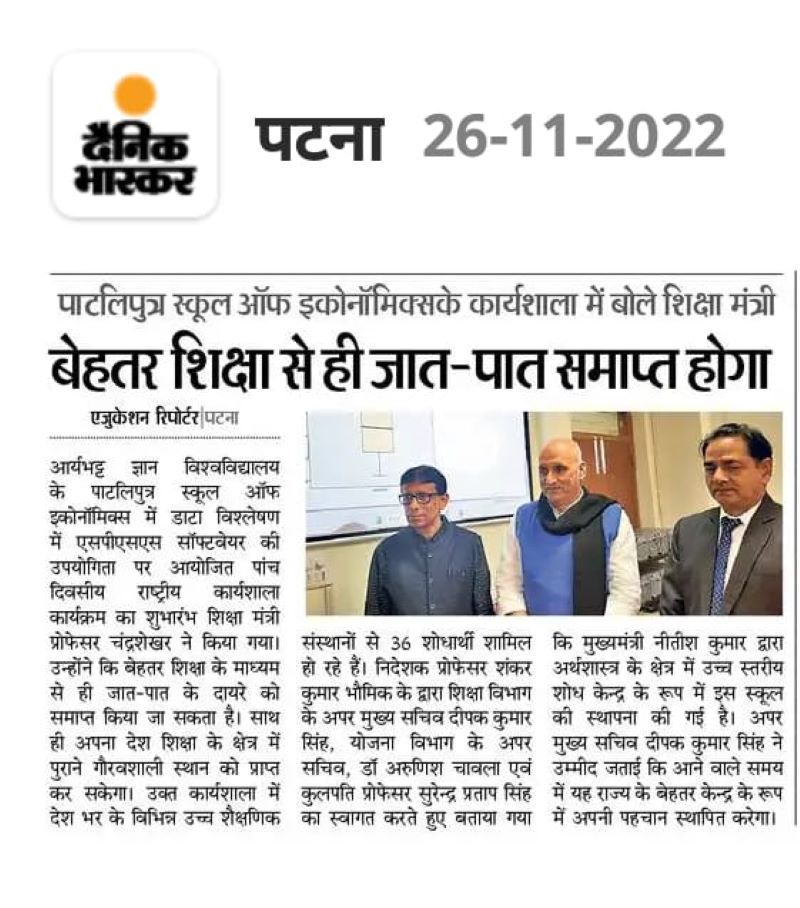 दैनिक
भास्कर
पटना 26-11-2022
पाटलिपुत्र स्कूल ऑफ इकोनॉमिक्सके कार्यशाला में बोले शिक्षा मंत्री
बेहतर शिक्षा से ही जात-पात समाप्त होगा
एजुकेशन रिपोर्टर|पटना
आर्यभट्ट ज्ञान विश्वविद्यालय
के पाटलिपुत्र स्कूल ऑफ
इकोनॉमिक्स में डाटा विश्लेषण
में एसपीएसएस सॉफ्टवेयर की
उपयोगिता पर आयोजित पांच
दिवसीय राष्ट्रीय कार्यशाला
कार्यक्रम का शुभारंभ शिक्षा मंत्री
प्रोफेसर चंद्रशेखर ने किया गया।
उन्होंने कि बेहतर शिक्षा के माध्यम
से ही जात-पात के दायरे को
समाप्त किया जा सकता है। साथ
ही अपना देश शिक्षा के क्षेत्र में
पुराने गौरवशाली स्थान को प्राप्त
कर सकेगा। उक्त कार्यशाला में
देश भर के विभिन्न उच्च शैक्षणिक
संस्थानों से 36 शोधार्थी शामिल
हो रहे हैं। निदेशक प्रोफेसर शंकर
कुमार भौमिक के द्वारा शिक्षा विभाग
के अपर मुख्य सचिव दीपक कुमार
सिंह, योजना विभाग के अपर
सचिव, डॉ अरुणिश चावला एवं
कुलपति प्रोफेसर सुरेन्द्र प्रताप सिंह
का स्वागत करते हुए बताया गया
कि मुख्यमंत्री नीतीश कुमार द्वारा
अर्थशास्त्र के क्षेत्र में उच्च स्तरीय
शोध केन्द्र के रूप में इस स्कूल
की स्थापना की गई है। अपर
मुख्य सचिव दीपक कुमार सिंह ने
उम्मीद जताई कि आने वाले समय
में यह राज्य के बेहतर केन्द्र के रूप
में अपनी पहचान स्थापित करेगा।